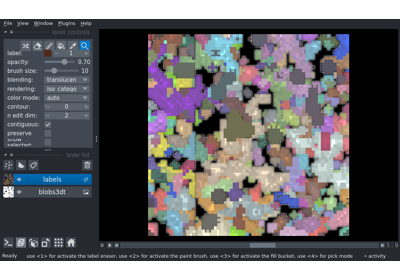 File View Window Plugins Help
layer controls
label: 1
opacity: 0.70
brush size: 10
blending: translucen
rendering: iso_catego
color mode: auto
contour: 0
n edit dim: 2
contiguous:
preserve
selected:
layer list
labels
blobs3dt
0
Ready use <1> for activate the label eraser, use <2> for activate the paint brush, use <3> for activate the fill bucket, use <4> for pick mode activity